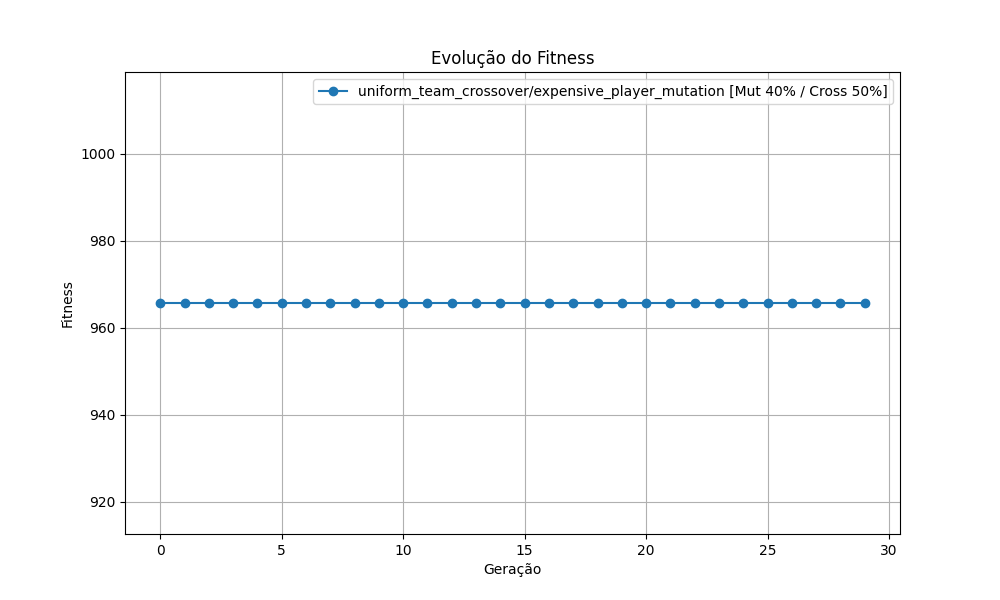 Evolução do Fitness
uniform_team_crossover/expensive_player_mutation [Mut 40% / Cross 50%]
1000
980
960
940
920
Fitness
0 5 10 15 20 25 30
Geração